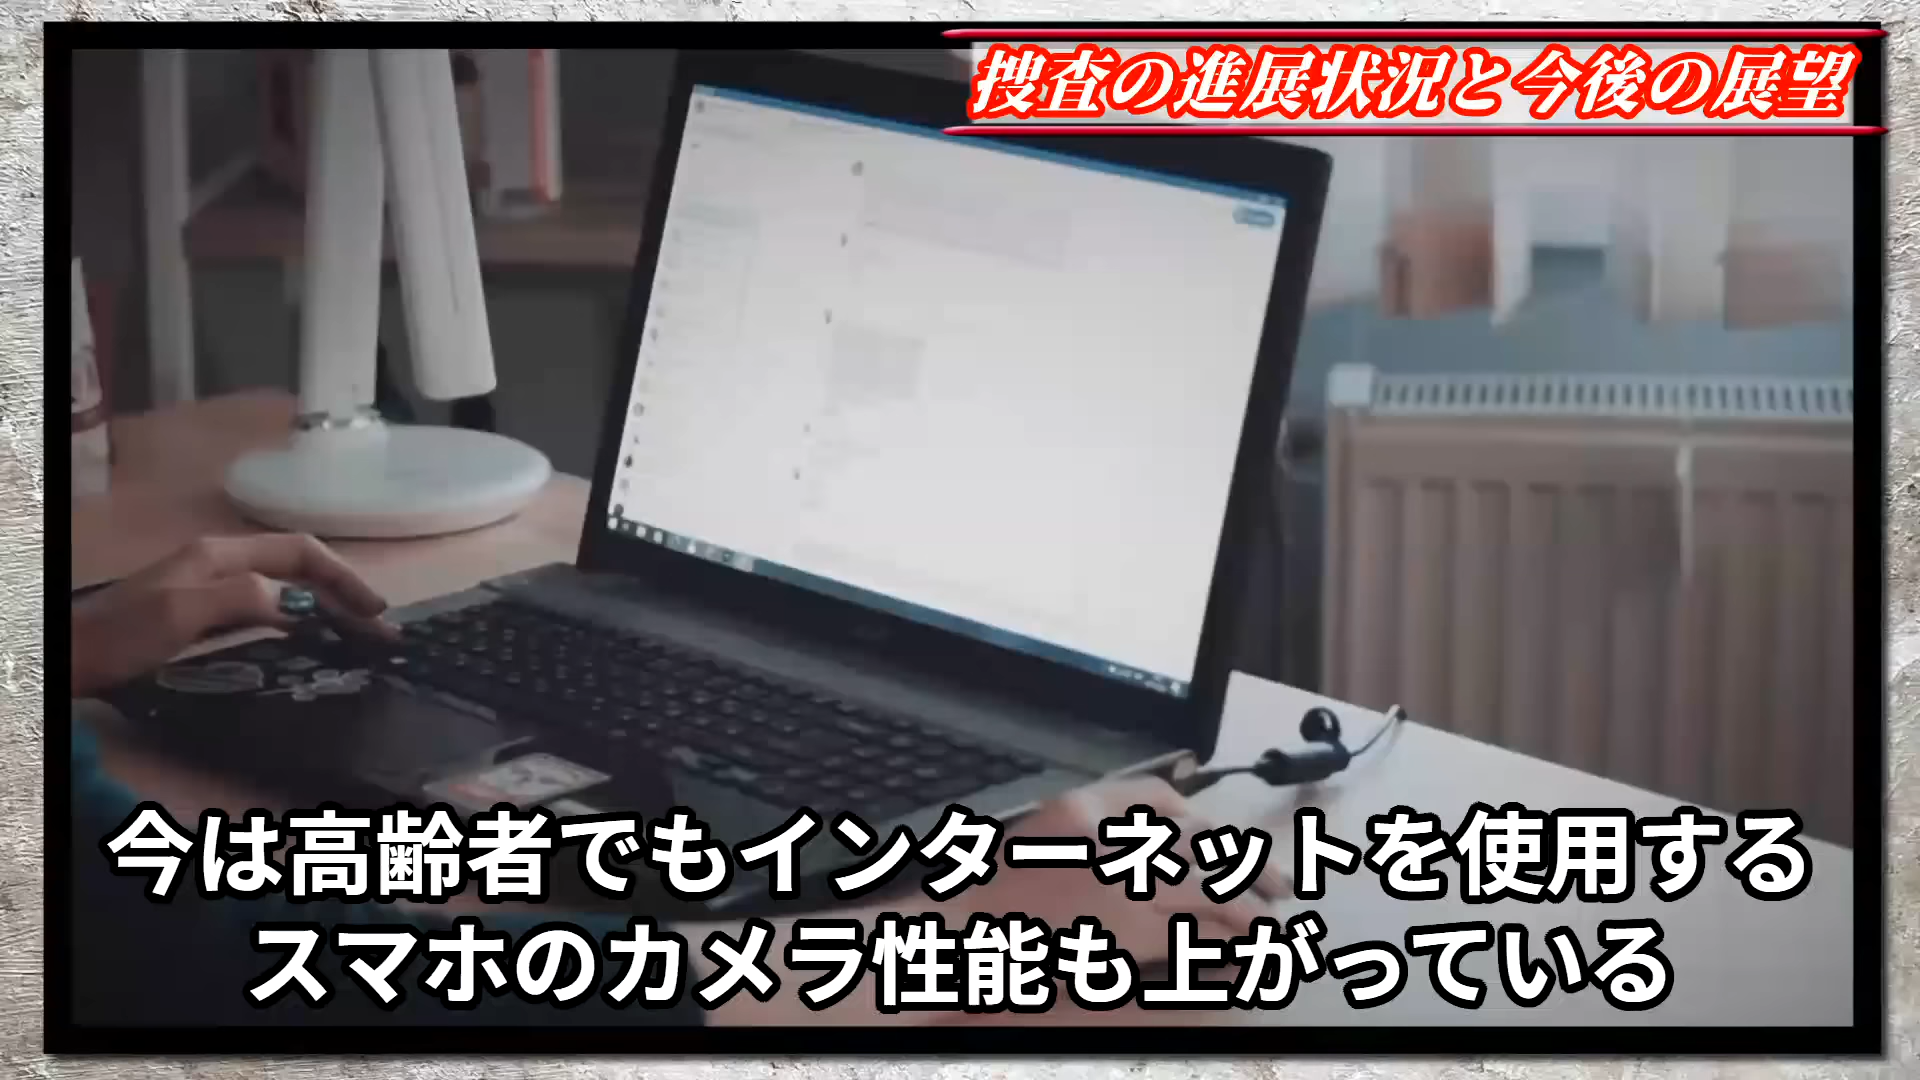 捜査の進展状況と今後の展望
今は高齢者でもインターネットを使用する
スマホのカメラ性能も上がっている